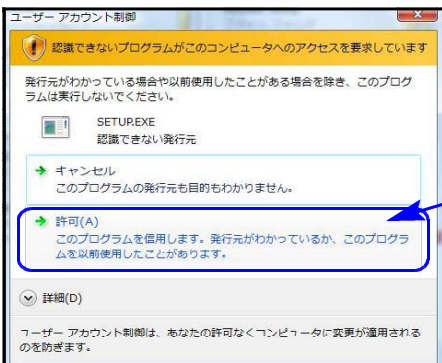 ユーザー アカウント制御
認識できないプログラムがこのコンピュータへのアクセスを要求しています
発行元がわかっている場合や以前使用したことがある場合を除き、このプログ
ラムは実行しないでください。
SETUP.EXE
認識できない発行元
キャンセル
このプログラムの発行元も目的もわかりません。
許可(A)
このプログラムを信用します。発行元がわかっているか、このプログラ
ムを以前使用したことがあります。
詳細(D)
ユーザー アカウント制御は、あなたの許可なくコンピュータに変更が適用される
のを防ぎます。